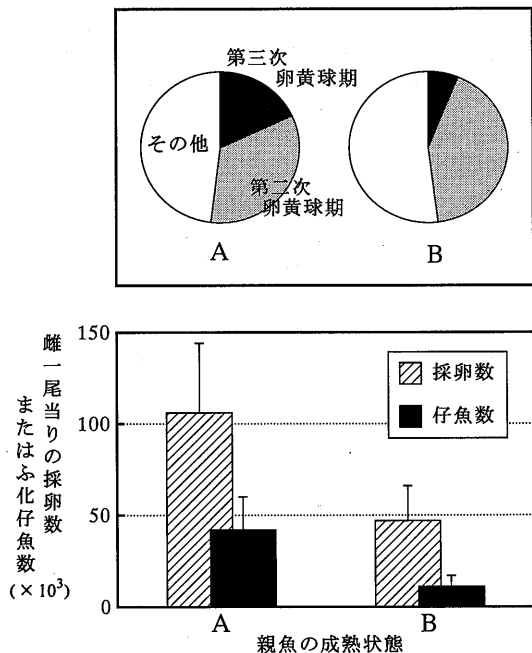 第三次
卵黄球期
その他
第二次
卵黄球期
A
B
雌一尾当りの採卵数
またはふ化仔魚数
(×10³)
150
100
50
0
採卵数
仔魚数
A
B
親魚の成熟状態